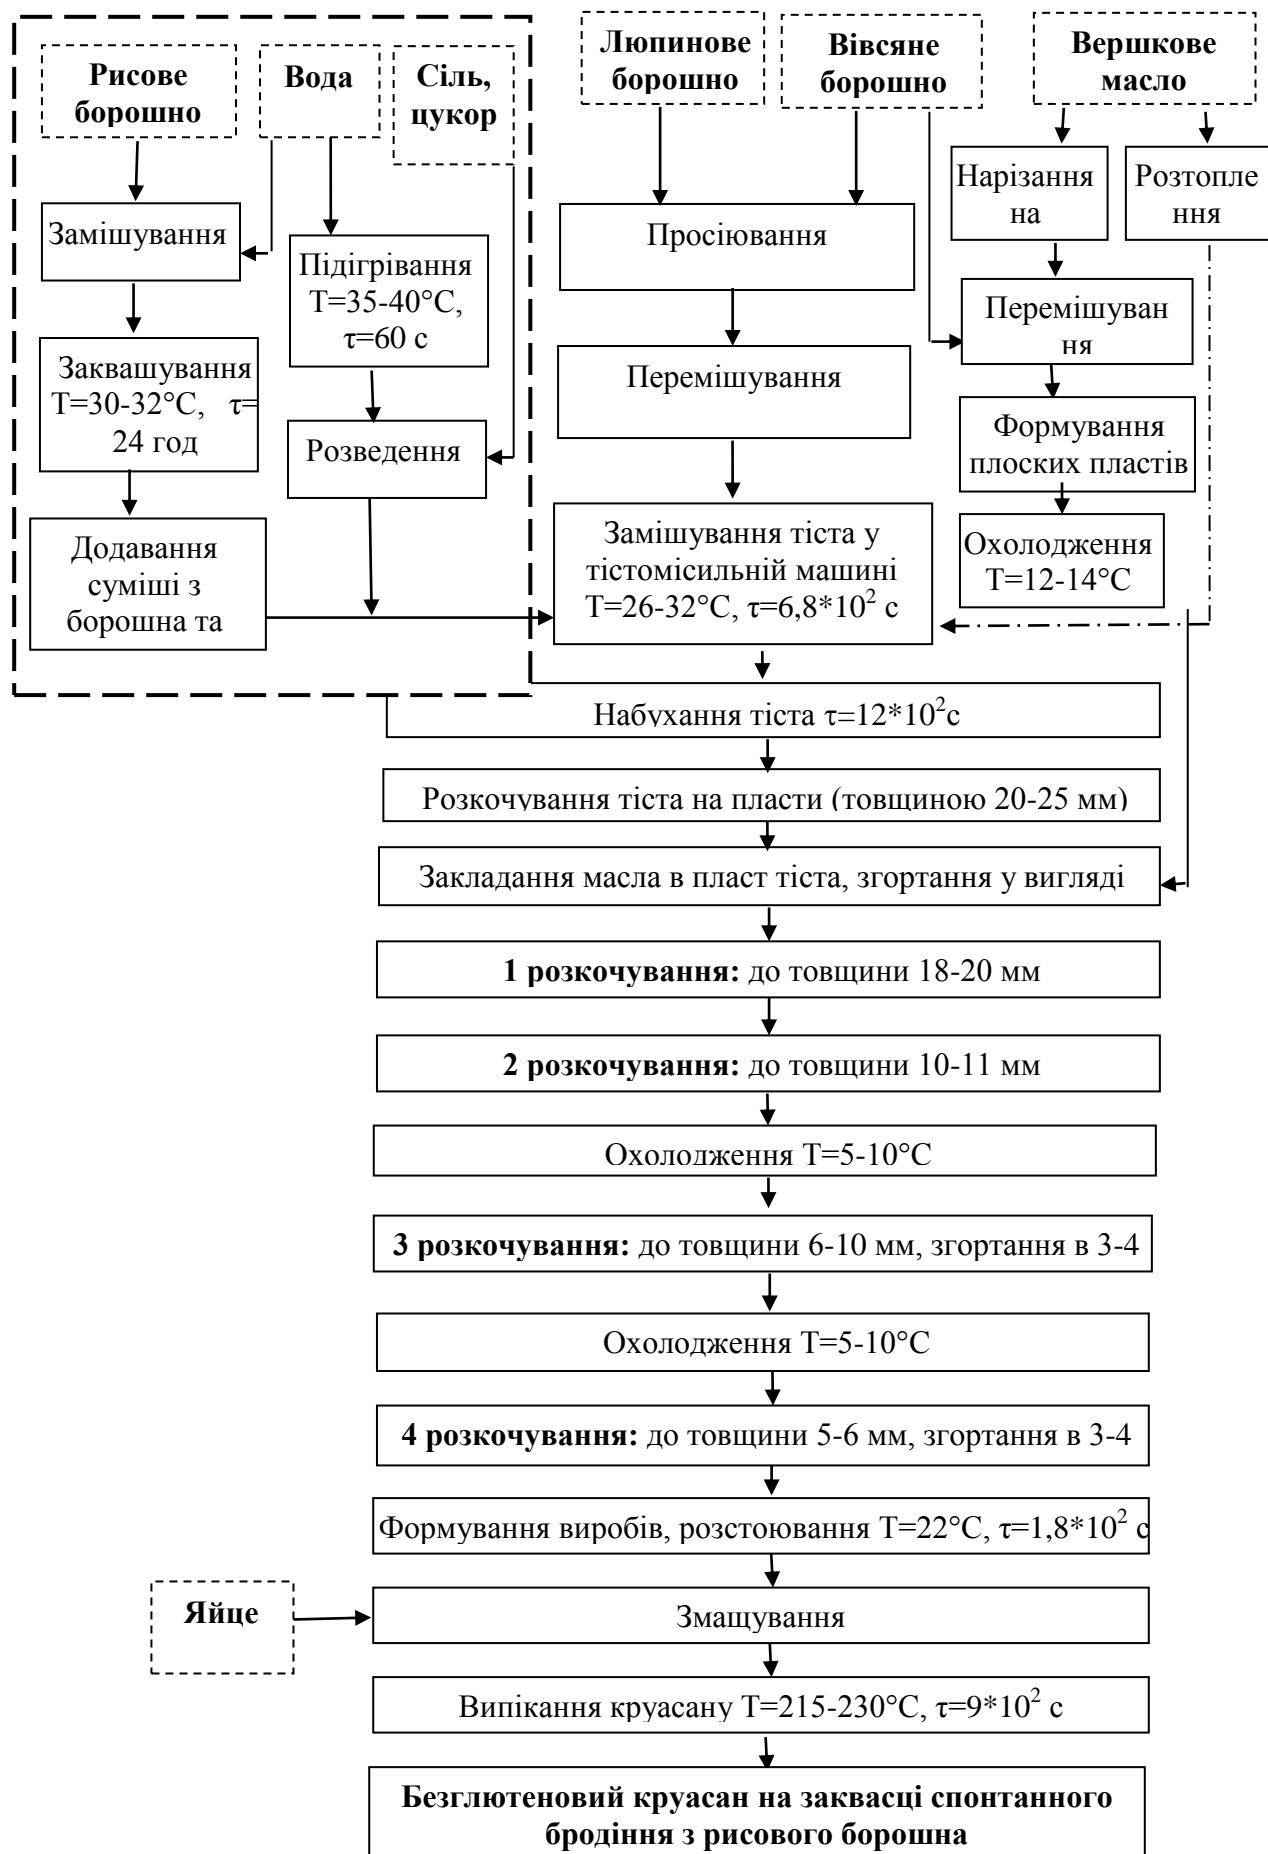 Рисове
борошно
Вода
Сіль,
цукор
Люпинове
борошно
Вівсяне
борошно
Вершкове
масло
Замішування
Підігрівання
T=35-40°C,
τ=60 с
Просіювання
Нарізання
на
Розтопле
ння
Заквашування
T=30-32°C, τ=
24 год
Розведення
Перемішування
Перемішуван
ня
Формування
плоских пластів
Додавання
суміші з
борошна та
Замішування тіста у
тістомісильній машині
T=26-32°C, τ=6,8*10² с
Охолодження
T=12-14°C
Набухання тіста τ=12*10²с
Розкочування тіста на пласти (товщиною 20-25 мм)
Закладання масла в пласт тіста, згортання у вигляді
1 розкочування: до товщини 18-20 мм
2 розкочування: до товщини 10-11 мм
Охолодження T=5-10°C
3 розкочування: до товщини 6-10 мм, згортання в 3-4
Охолодження T=5-10°C
4 розкочування: до товщини 5-6 мм, згортання в 3-4
Формування виробів, розстоювання T=22°C, τ=1,8*10² с
Яйце
Змащування
Випікання круасану T=215-230°C, τ=9*10² с
Безглютеновий круасан на заквасці спонтанного
бродіння з рисового борошна